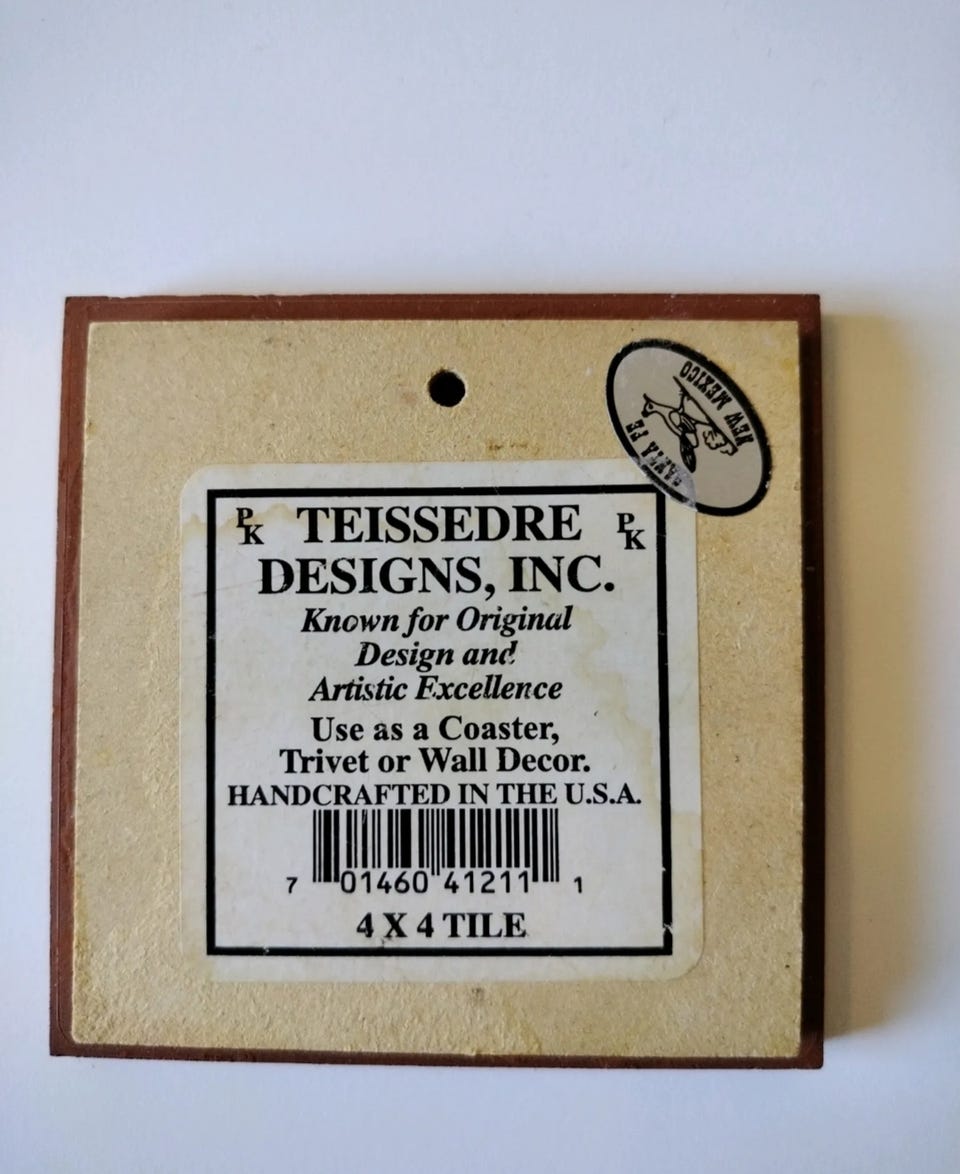 SANTA FE
NEW MEXICO
PK TEISSEDRE PK
DESIGNS, INC.
Known for Original
Design and
Artistic Excellence
Use as a Coaster,
Trivet or Wall Decor.
HANDCRAFTED IN THE U.S.A.
7 01460 41211 1
4 X 4 TILE